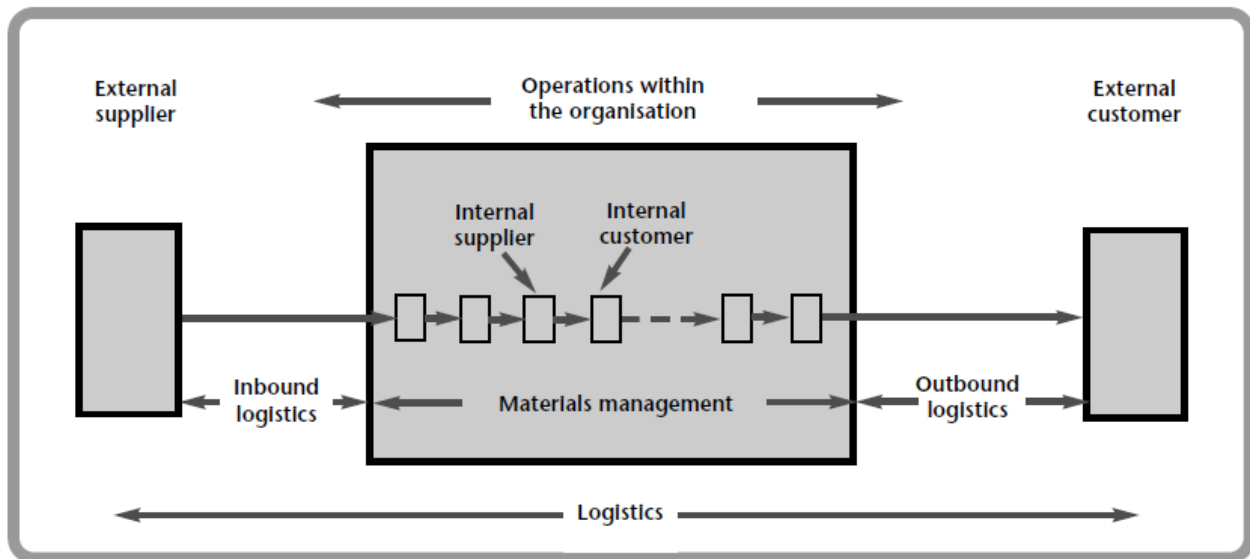 External
supplier
Operations within
the organisation
External
customer
Internal
supplier
Internal
customer
Inbound
logistics
Materials management
Outbound
logistics
Logistics